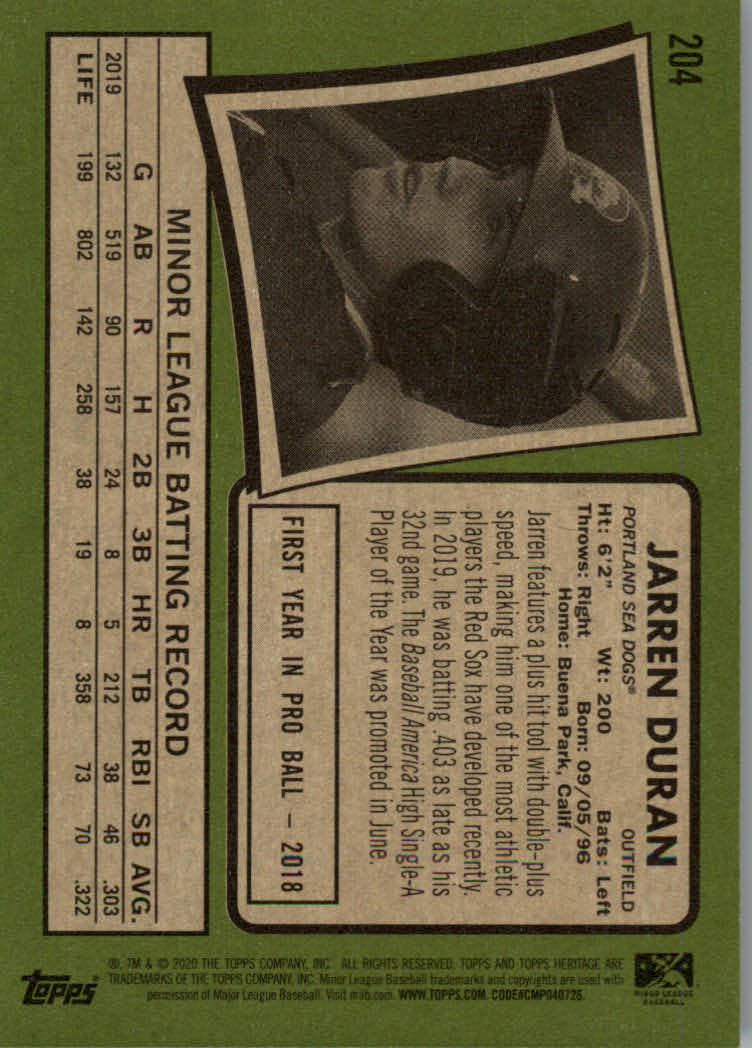 204
JARREN DURAN
PORTLAND SEA DOGS® OUTFIELD
Ht: 6'2" Wt: 200 Bats: Left
Throws: Right Born: 09/05/96
Home: Buena Park, Calif.
Jarren features a plus hit tool with double-plus
speed, making him one of the most athletic
players the Red Sox have developed recently.
In 2019, he was batting .403 as late as his
32nd game. The Baseball America High Single-A
Player of the Year was promoted in June.
FIRST YEAR IN PRO BALL — 2018
MINOR LEAGUE BATTING RECORD
G AB R H 2B 3B HR TB RBI SB AVG.
2019 132 519 90 157 24 8 5 212 38 46 .303
LIFE 199 802 142 258 38 19 8 358 73 70 .322
MINOR LEAGUE
BASEBALL
®, TM & © 2020 THE TOPPS COMPANY, INC. ALL RIGHTS RESERVED. TOPPS AND TOPPS HERITAGE ARE
TRADEMARKS OF THE TOPPS COMPANY, INC. Minor League Baseball trademarks and copyrights are used with
permission of Major League Baseball. Visit milb.com. WWW.TOPPS.COM. CODE#CMP040726.
Topps®